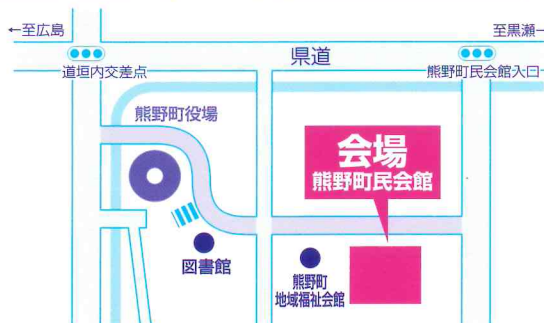 ←至広島
至黒瀬
県道
道垣内交差点
熊野町民会館入口
熊野町役場
会場
熊野町民会館
図書館
熊野町
地域福祉会館